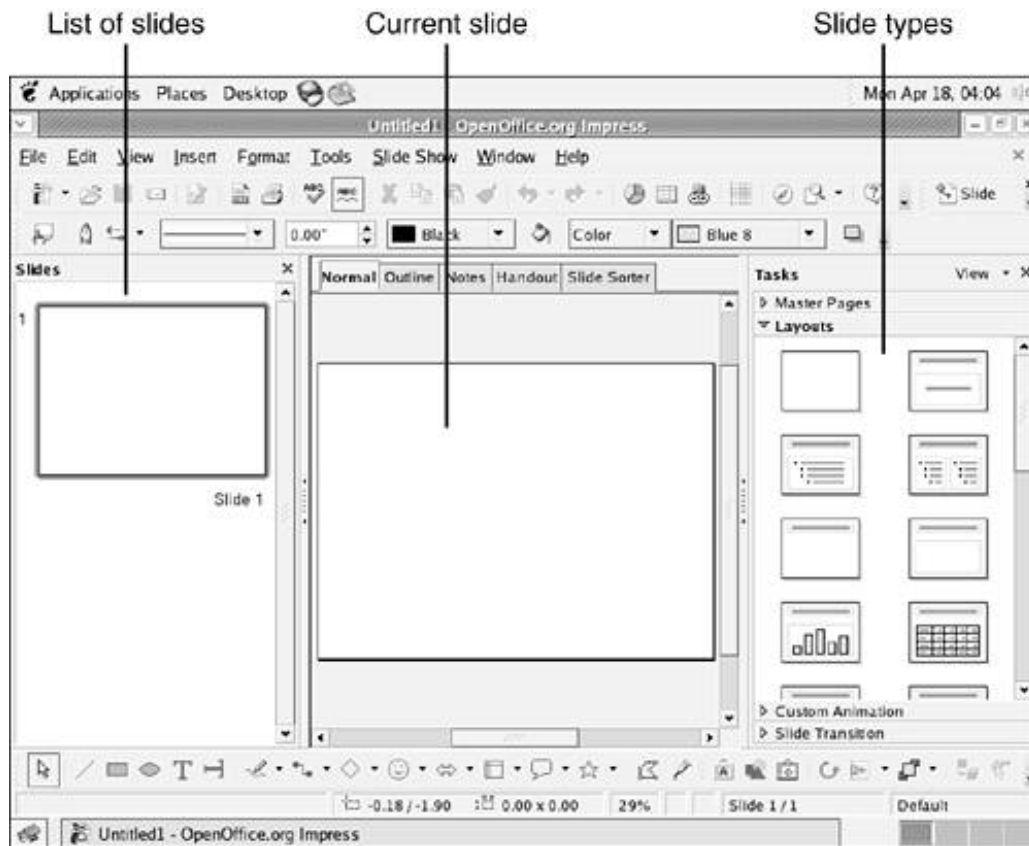 List of slides Current slide Slide types
Applications Places Desktop Mon Apr 18, 04:04
Untitled1 - OpenOffice.org Impress
File Edit View Insert Format Tools Slide Show Window Help
ABC ABC Slide
0.00" Black Color Blue 8
Slides Normal Outline Notes Handout Slide Sorter Tasks View
Master Pages
1 Layouts
Slide 1
Custom Animation
Slide Transition
T A
-0.18 / -1.90 0.00 x 0.00 29% Slide 1 / 1 Default
Untitled1 - OpenOffice.org Impress